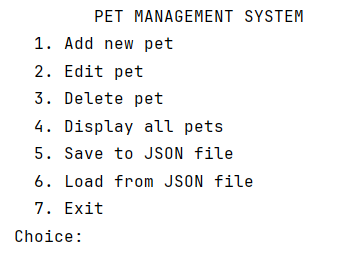 PET MANAGEMENT SYSTEM
1. Add new pet
2. Edit pet
3. Delete pet
4. Display all pets
5. Save to JSON file
6. Load from JSON file
7. Exit
Choice: